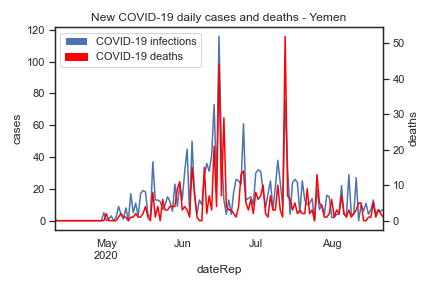 New COVID-19 daily cases and deaths - Yemen
COVID-19 infections
COVID-19 deaths
120
100
80
60
40
20
0
cases
50
40
30
20
10
0
deaths
May Jun Jul Aug
2020
dateRep